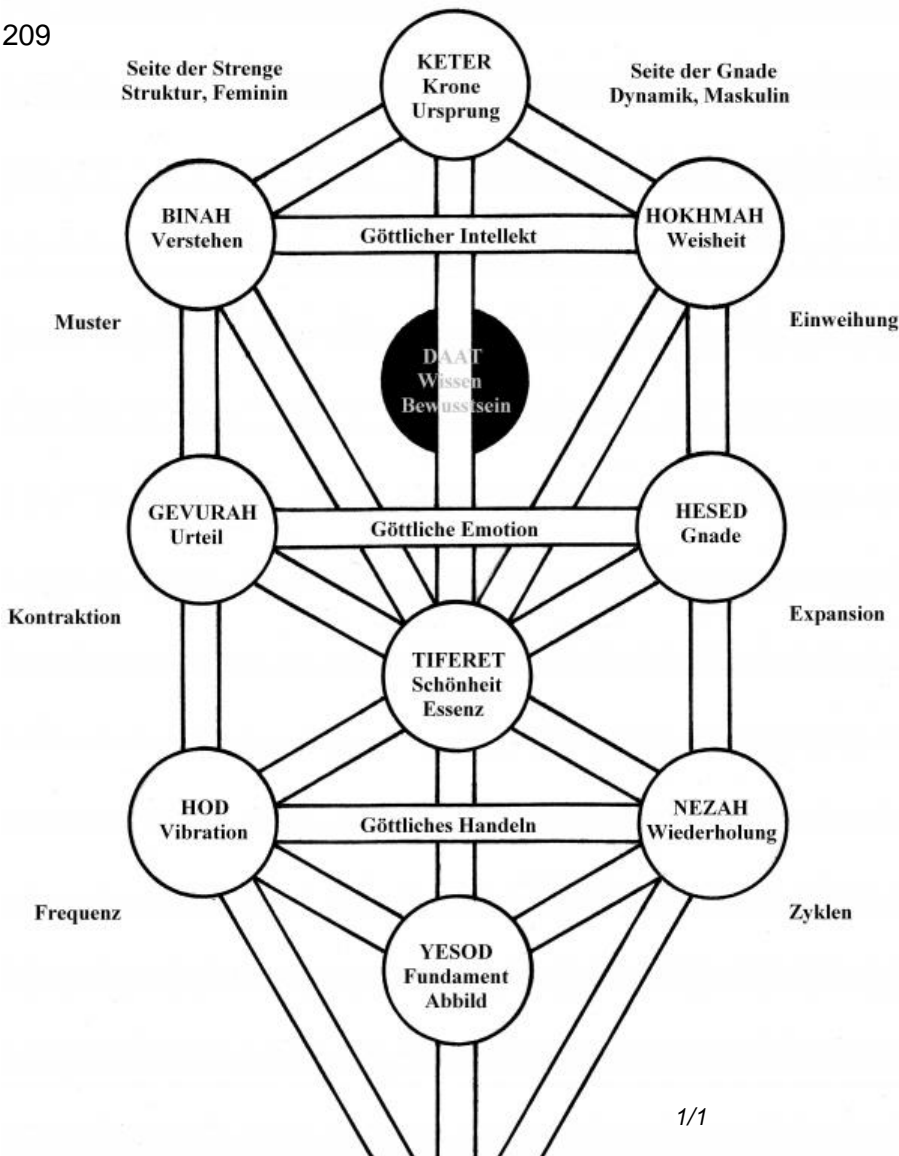 209
Seite der Strenge
Struktur, Feminin
KETER
Krone
Ursprung
Seite der Gnade
Dynamik, Maskulin
BINAH
Verstehen
Göttlicher Intellekt
HOKHMAH
Weisheit
Muster
Einweihung
DAAT
Wissen
Bewusstsein
GEVURAH
Urteil
Göttliche Emotion
HESED
Gnade
Kontraktion
Expansion
TIFERET
Schönheit
Essenz
HOD
Vibration
Göttliches Handeln
NEZAH
Wiederholung
Frequenz
Zyklen
YESOD
Fundament
Abbild
1/1